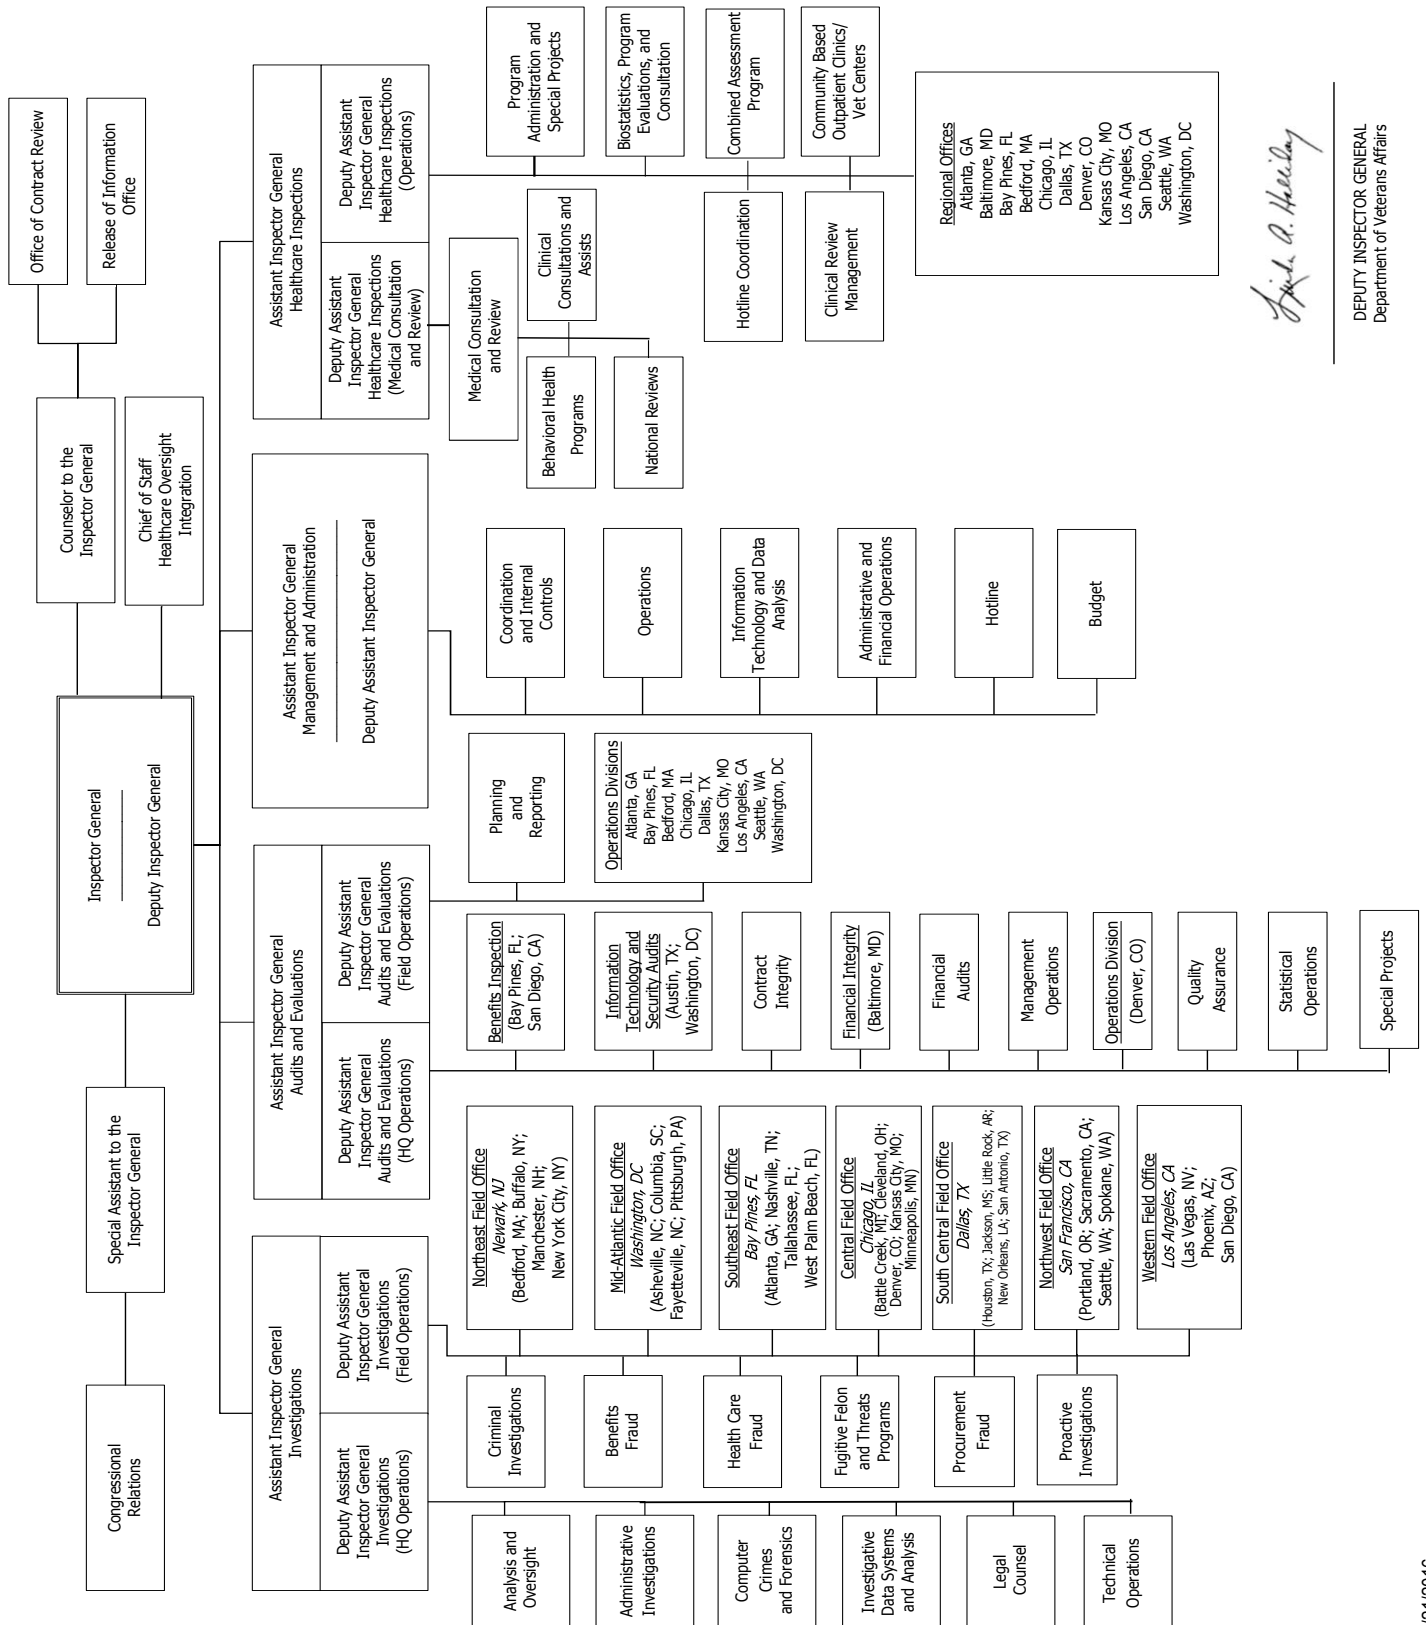 Office of Contract Review
Release of Information
Office
Counselor to the
Inspector General
Chief of Staff
Healthcare Oversight
Integration
Inspector General
Deputy Inspector General
Special Assistant to the
Inspector General
Congressional
Relations
Assistant Inspector General
Investigations
Deputy Assistant
Inspector General
Investigations
(HQ Operations)
Deputy Assistant
Inspector General
Investigations
(Field Operations)
Assistant Inspector General
Audits and Evaluations
Deputy Assistant
Inspector General
Audits and Evaluations
(HQ Operations)
Deputy Assistant
Inspector General
Audits and Evaluations
(Field Operations)
Assistant Inspector General
Management and Administration
Deputy Assistant Inspector General
Assistant Inspector General
Healthcare Inspections
Deputy Assistant
Inspector General
Healthcare Inspections
(Medical Consultation
and Review)
Deputy Assistant
Inspector General
Healthcare Inspections
(Operations)
Analysis and
Oversight
Administrative
Investigations
Computer
Crimes
and Forensics
Investigative
Data Systems
and Analysis
Legal
Counsel
Technical
Operations
Criminal
Investigations
Benefits
Fraud
Health Care
Fraud
Fugitive Felon
and Threats
Programs
Procurement
Fraud
Proactive
Investigations
Northeast Field Office
Newark, NJ
(Bedford, MA; Buffalo, NY;
Manchester, NH;
New York City, NY)
Mid-Atlantic Field Office
Washington, DC
(Asheville, NC; Columbia, SC;
Fayetteville, NC; Pittsburgh, PA)
Southeast Field Office
Bay Pines, FL
(Atlanta, GA; Nashville, TN;
Tallahassee, FL;
West Palm Beach, FL)
Central Field Office
Chicago, IL
(Battle Creek, MI; Cleveland, OH;
Denver, CO; Kansas City, MO;
Minneapolis, MN)
South Central Field Office
Dallas, TX
(Houston, TX; Jackson, MS; Little Rock, AR;
New Orleans, LA; San Antonio, TX)
Northwest Field Office
San Francisco, CA
(Portland, OR; Sacramento, CA;
Seattle, WA; Spokane, WA)
Western Field Office
Los Angeles, CA
(Las Vegas, NV;
Phoenix, AZ;
San Diego, CA)
Benefits Inspection
(Bay Pines, FL;
San Diego, CA)
Information
Technology and
Security Audits
(Austin, TX;
Washington, DC)
Contract
Integrity
Financial Integrity
(Baltimore, MD)
Financial
Audits
Management
Operations
Operations Division
(Denver, CO)
Quality
Assurance
Statistical
Operations
Special Projects
Planning
and
Reporting
Operations Divisions
Atlanta, GA
Bay Pines, FL
Bedford, MA
Chicago, IL
Dallas, TX
Kansas City, MO
Los Angeles, CA
Seattle, WA
Washington, DC
Coordination
and Internal
Controls
Operations
Information
Technology and Data
Analysis
Administrative and
Financial Operations
Hotline
Budget
Medical Consultation
and Review
Behavioral Health
Programs
Clinical
Consultations and
Assists
National Reviews
Program
Administration and
Special Projects
Biostatistics, Program
Evaluations, and
Consultation
Combined Assessment
Program
Hotline Coordination
Community Based
Outpatient Clinics/
Vet Centers
Clinical Review
Management
Regional Offices
Atlanta, GA
Baltimore, MD
Bay Pines, FL
Bedford, MA
Chicago, IL
Dallas, TX
Denver, CO
Kansas City, MO
Los Angeles, CA
San Diego, CA
Seattle, WA
Washington, DC
Linda A. Halliday
DEPUTY INSPECTOR GENERAL
Department of Veterans Affairs